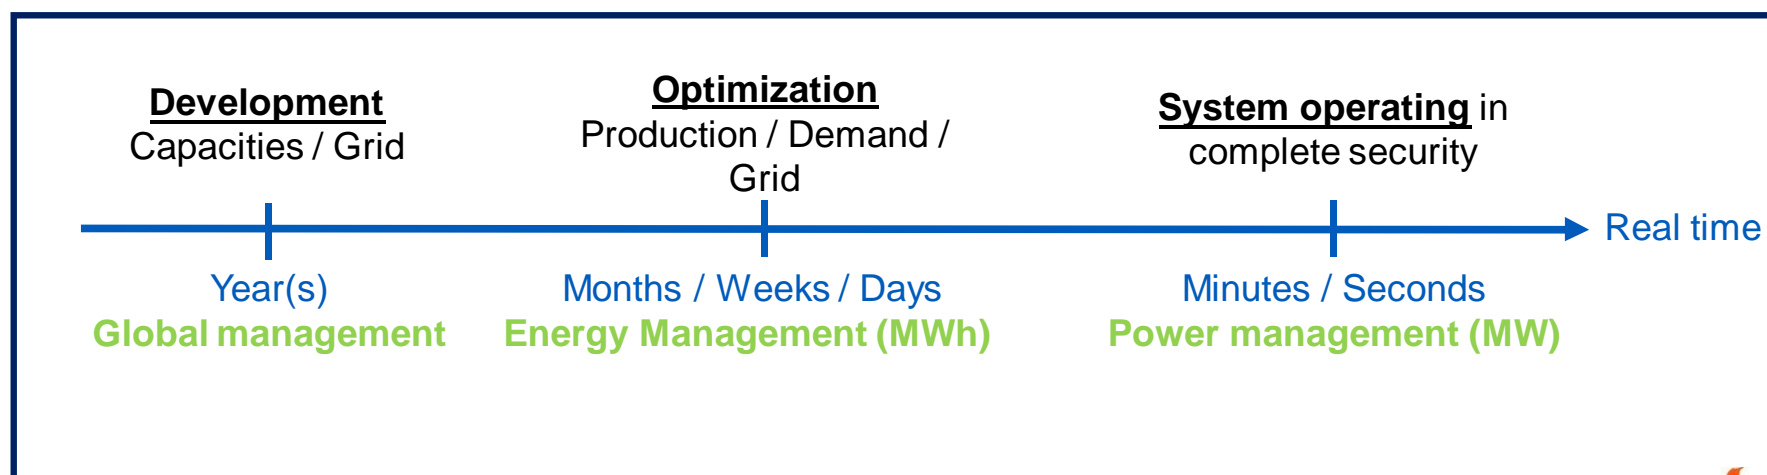 Development
Capacities / Grid
Optimization
Production / Demand /
Grid
System operating in
complete security
Real time
Year(s)
Global management
Months / Weeks / Days
Energy Management (MWh)
Minutes / Seconds
Power management (MW)